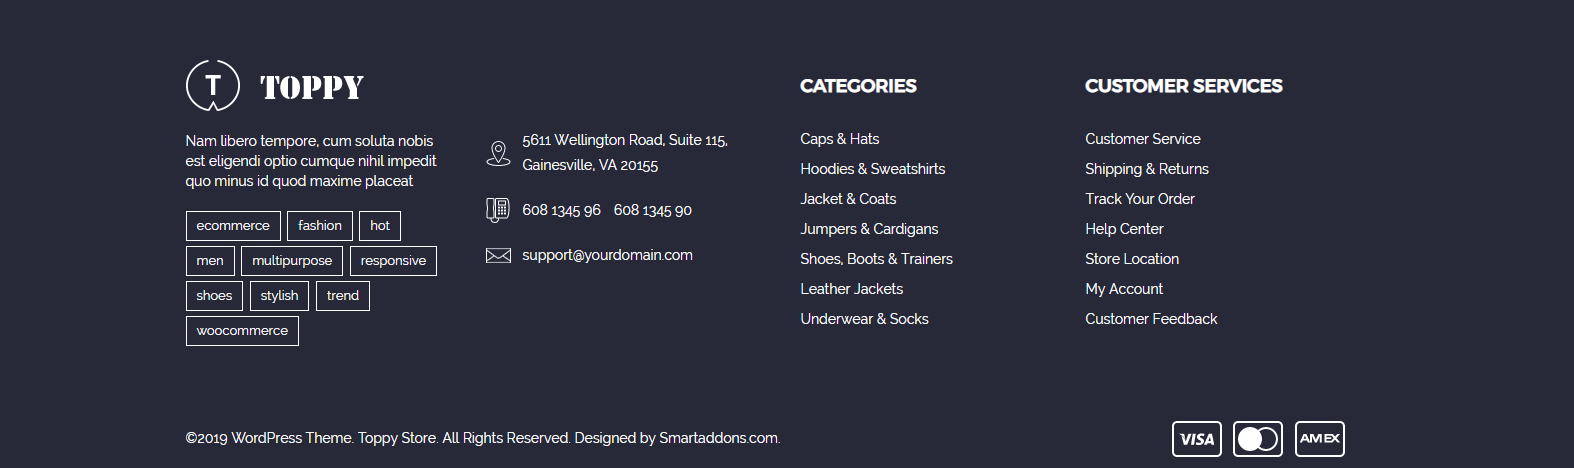 T TOPPY
Nam libero tempore, cum soluta nobis
est eligendi optio cumque nihil impedit
quo minus id quod maxime placeat
ecommerce fashion hot
men multipurpose responsive
shoes stylish trend
woocommerce
5611 Wellington Road, Suite 115,
Gainesville, VA 20155
608 1345 96 608 1345 90
support@yourdomain.com
CATEGORIES
Caps & Hats
Hoodies & Sweatshirts
Jacket & Coats
Jumpers & Cardigans
Shoes, Boots & Trainers
Leather Jackets
Underwear & Socks
CUSTOMER SERVICES
Customer Service
Shipping & Returns
Track Your Order
Help Center
Store Location
My Account
Customer Feedback
©2019 WordPress Theme. Toppy Store. All Rights Reserved. Designed by Smartaddons.com.
VISA AMEX